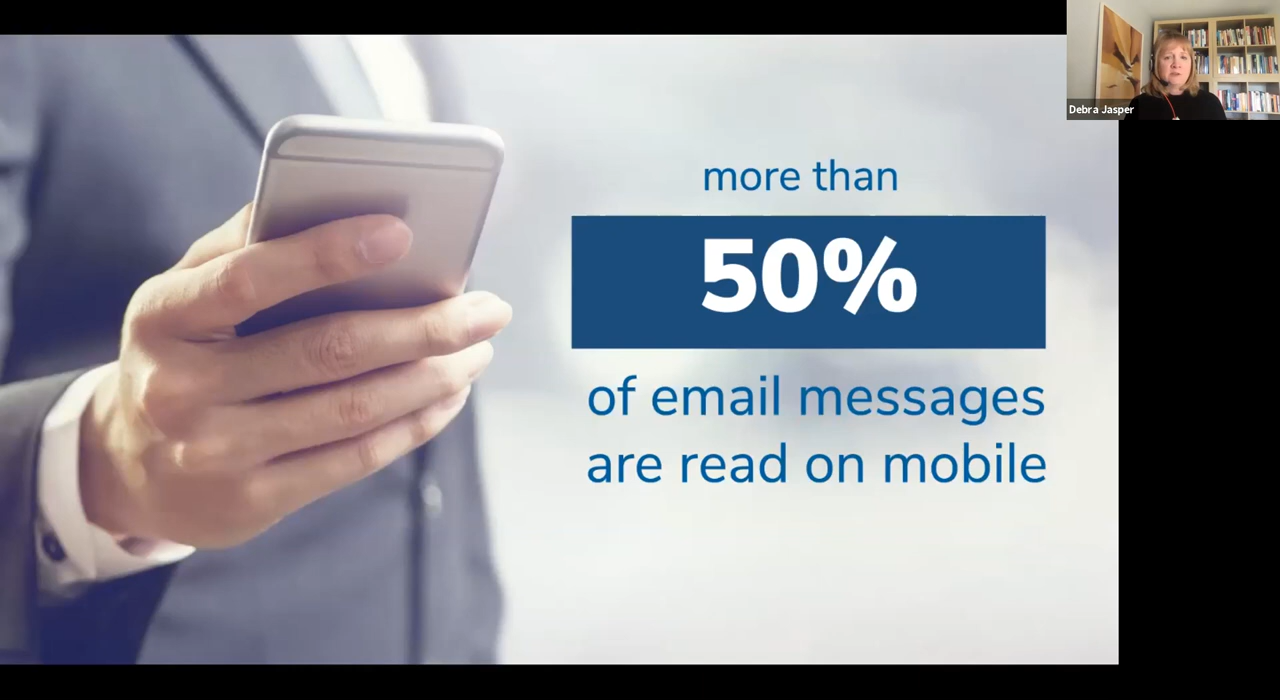 more than
50%
of email messages
are read on mobile
Debra Jasper